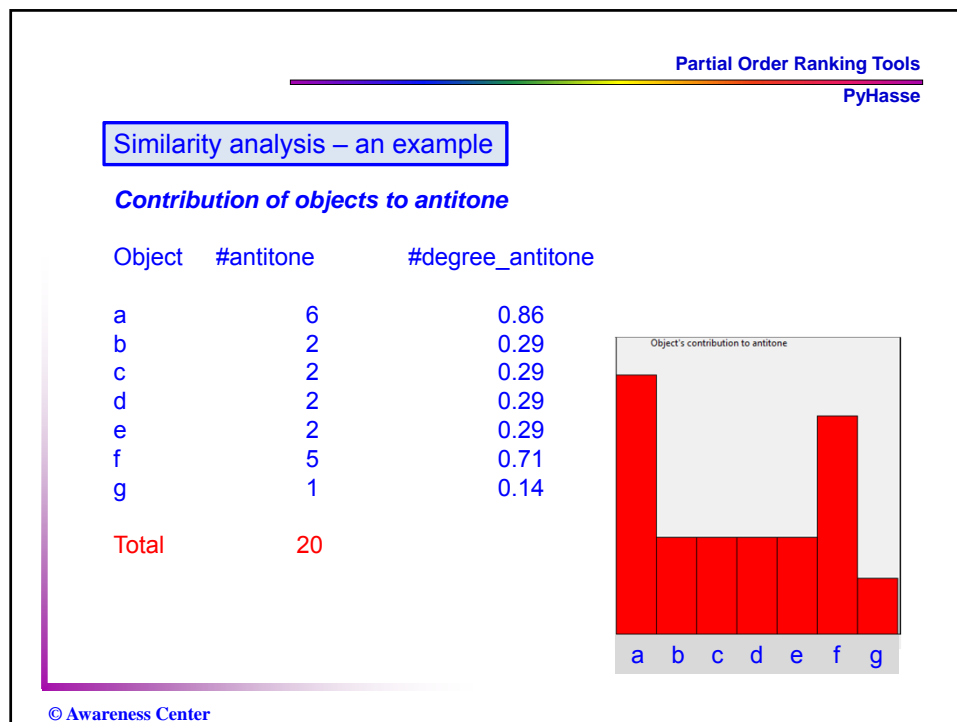 Partial Order Ranking Tools
PyHasse
Similarity analysis – an example
Contribution of objects to antitone
Object #antitone #degree_antitone
a 6 0.86
b 2 0.29
c 2 0.29
d 2 0.29
e 2 0.29
f 5 0.71
g 1 0.14
Total 20
Object's contribution to antitone
a b c d e f g
© Awareness Center